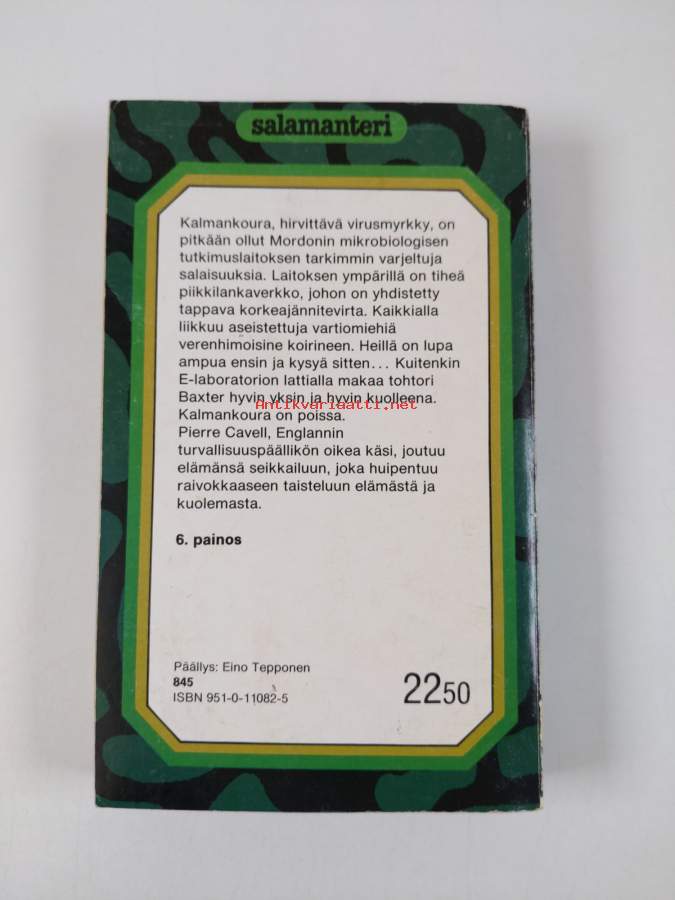 salamanteri
Kalmankoura, hirvittävä virusmyrkky, on
pitkään ollut Mordonin mikrobiologisen
tutkimuslaitoksen tarkimmin varjeltuja
salaisuuksia. Laitoksen ympärillä on tiheä
piikkilankaverkko, johon on yhdistetty
tappava korkeajännitevirta. Kaikkialla
liikkuu aseistettuja vartiomiehiä
verenhimoisine koirineen. Heillä on lupa
ampua ensin ja kysyä sitten... Kuitenkin
E-laboratorion lattialla makaa tohtori
Baxter hyvin yksin ja hyvin kuolleena.
Antikvariaatti.net
Kalmankoura on poissa.
Pierre Cavell, Englannin
turvallisuuspäällikön oikea käsi, joutuu
elämänsä seikkailuun, joka huipentuu
raivokkaaseen taisteluun elämästä ja
kuolemasta.
6. painos
Päällys: Eino Tepponen
845
ISBN 951-0-11082-5
2250